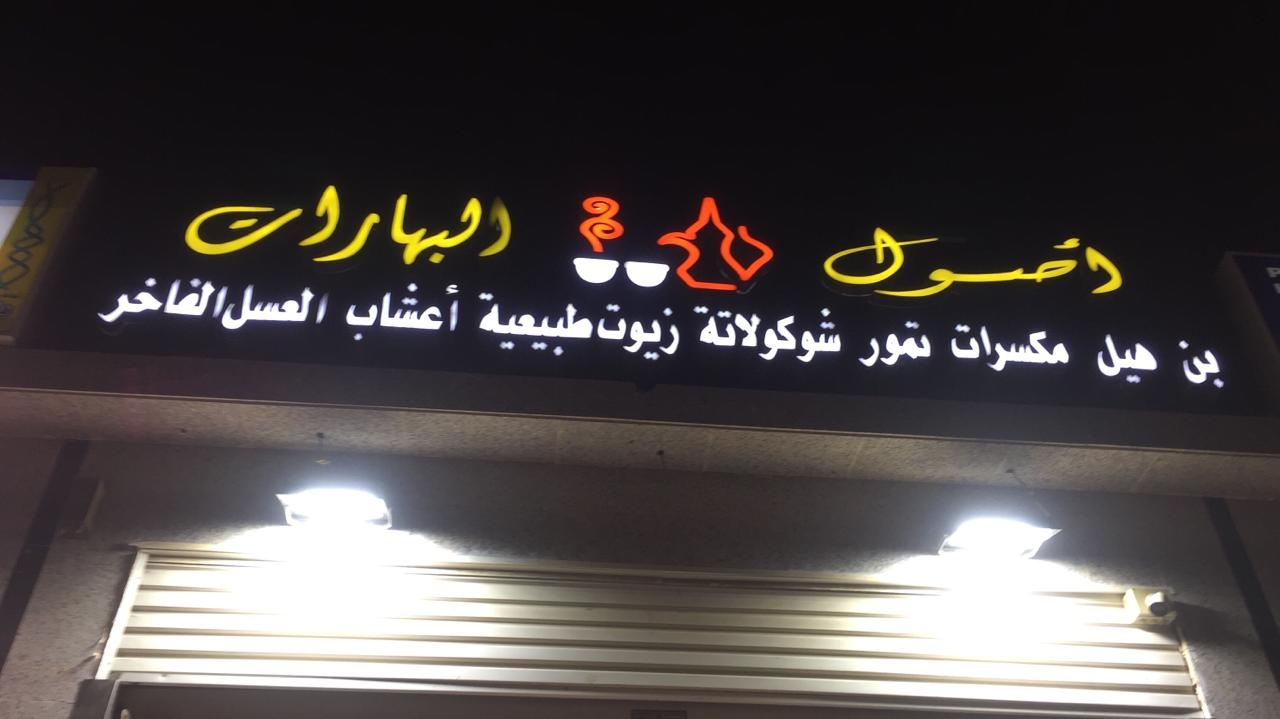 أصول البهارات
بن هيل مكسرات تمور شوكولاتة زيوت طبيعية أعشاب العسل الفاخر